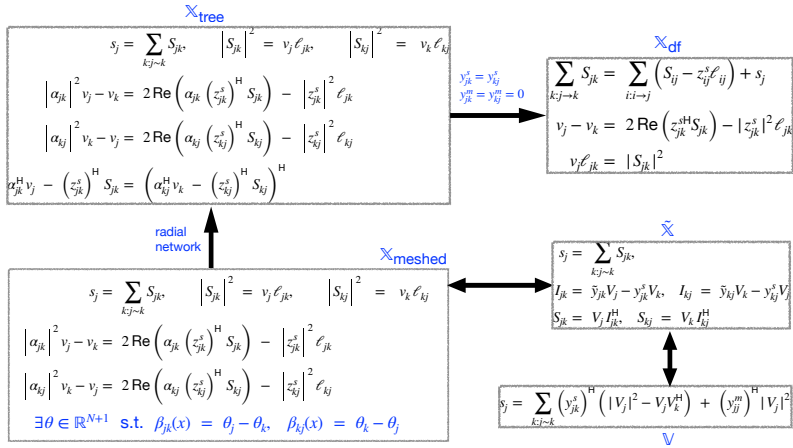 𝕏_tree
s_j = ∑_{k:j∼k} S_{jk}, |S_{jk}|² = v_j ℓ_{jk}, |S_{kj}|² = v_k ℓ_{kj}
|α_{jk}|² v_j − v_k = 2 Re(α_{jk} (z^s_{jk})^H S_{jk}) − |z^s_{jk}|² ℓ_{jk}
|α_{kj}|² v_k − v_j = 2 Re(α_{kj} (z^s_{kj})^H S_{kj}) − |z^s_{kj}|² ℓ_{kj}
α^H_{jk} v_j − (z^s_{jk})^H S_{jk} = (α^H_{kj} v_k − (z^s_{kj})^H S_{kj})^H
y^s_{jk} = y^s_{kj}
y^m_{jk} = y^m_{kj} = 0
𝕏_df
∑_{k:j→k} S_{jk} = ∑_{i:i→j} (S_{ij} − z^s_{ij} ℓ_{ij}) + s_j
v_j − v_k = 2 Re(z^{sH}_{jk} S_{jk}) − |z^s_{jk}|² ℓ_{jk}
v_j ℓ_{jk} = |S_{jk}|²
radial
network
𝕏_meshed
s_j = ∑_{k:j∼k} S_{jk}, |S_{jk}|² = v_j ℓ_{jk}, |S_{kj}|² = v_k ℓ_{kj}
|α_{jk}|² v_j − v_k = 2 Re(α_{jk} (z^s_{jk})^H S_{jk}) − |z^s_{jk}|² ℓ_{jk}
|α_{kj}|² v_k − v_j = 2 Re(α_{kj} (z^s_{kj})^H S_{kj}) − |z^s_{kj}|² ℓ_{kj}
∃θ ∈ ℝ^{N+1} s.t. β_{jk}(x) = θ_j − θ_k, β_{kj}(x) = θ_k − θ_j
𝕏̃
s_j = ∑_{k:j∼k} S_{jk},
I_{jk} = ỹ_{jk} V_j − y^s_{jk} V_k, I_{kj} = ỹ_{kj} V_k − y^s_{kj} V_j
S_{jk} = V_j I^H_{jk}, S_{kj} = V_k I^H_{kj}
s_j = ∑_{k:j∼k} (y^s_{jk})^H (|V_j|² − V_j V^H_k) + (y^m_{jj})^H |V_j|²
𝕍